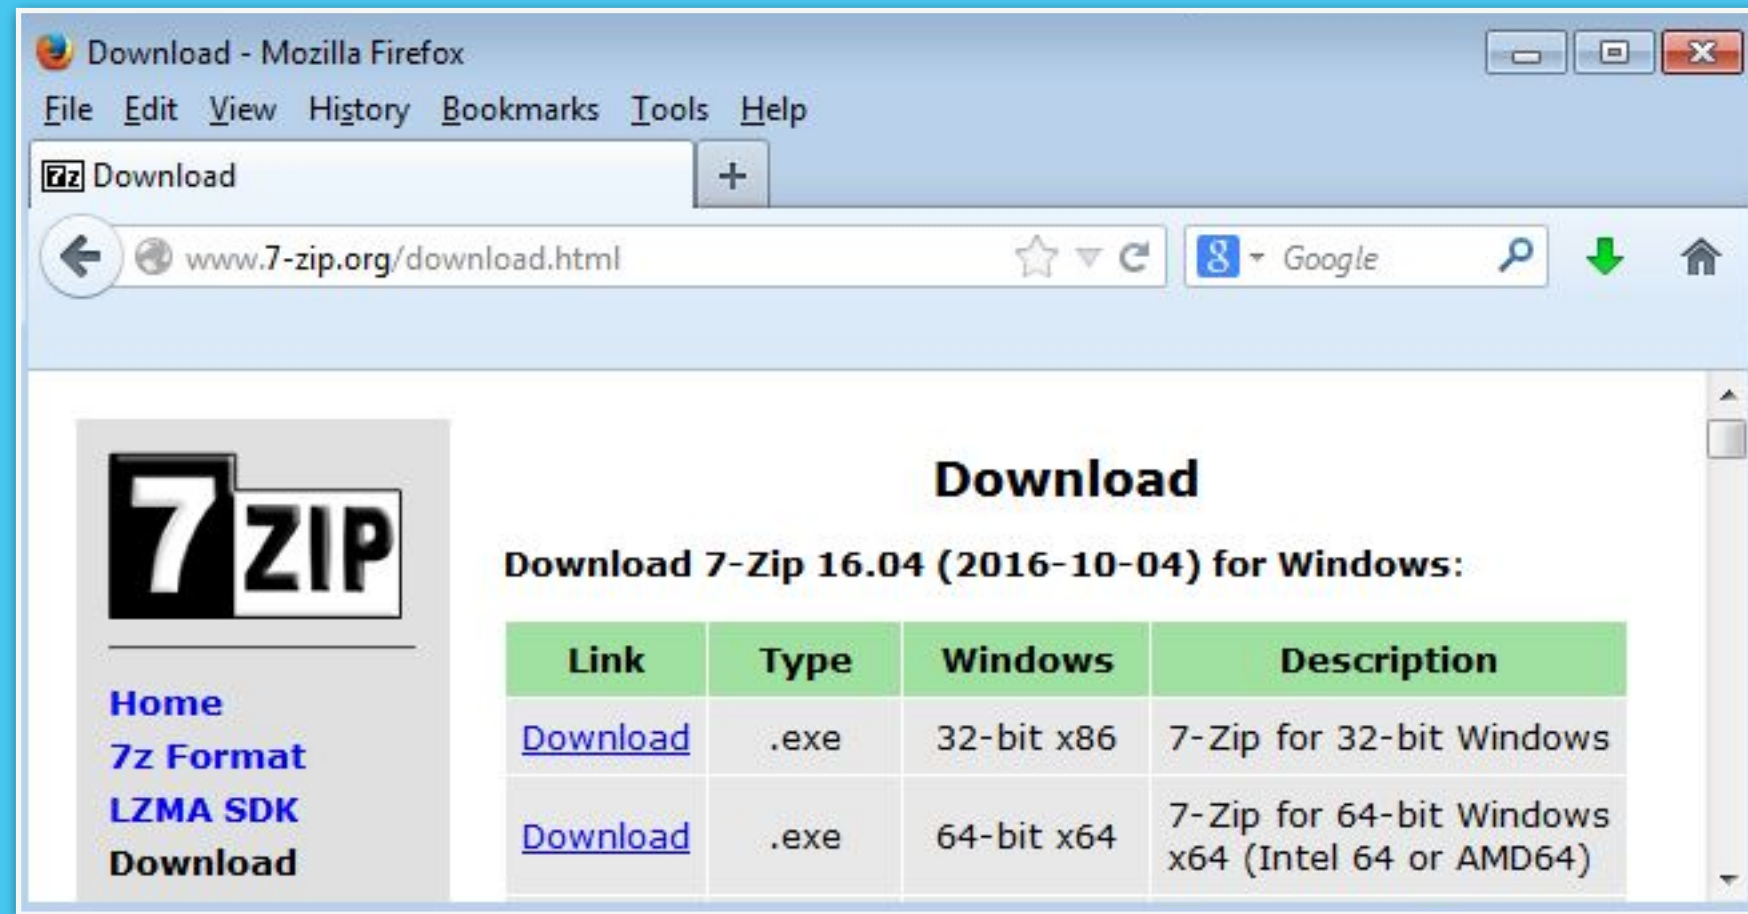 Download - Mozilla Firefox
File Edit View History Bookmarks Tools Help
7z Download +
www.7-zip.org/download.html 8 Google
7 ZIP
Download
Download 7-Zip 16.04 (2016-10-04) for Windows:
Link Type Windows Description
Download .exe 32-bit x86 7-Zip for 32-bit Windows
Download .exe 64-bit x64 7-Zip for 64-bit Windows
x64 (Intel 64 or AMD64)
Home
7z Format
LZMA SDK
Download